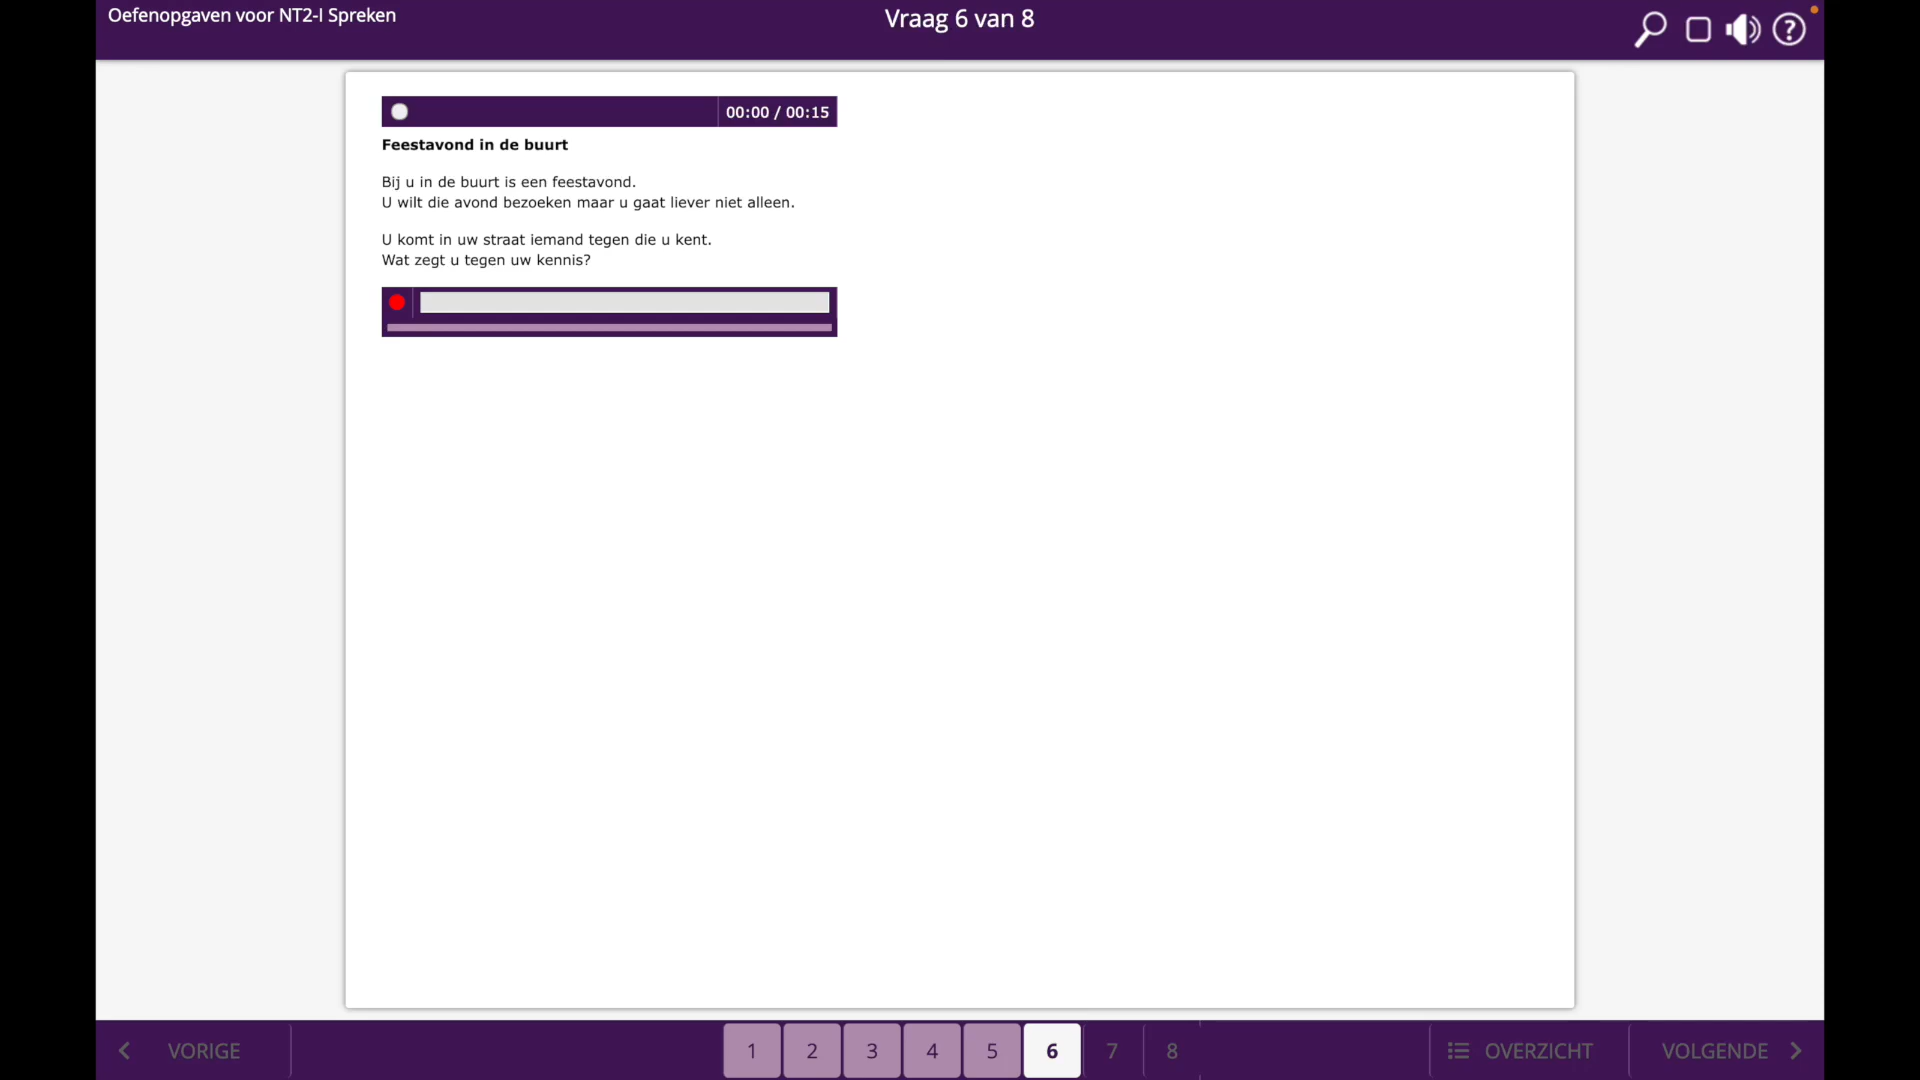 Oefenopgaven voor NT2-I Spreken
Vraag 6 van 8
00:00 / 00:15
Feestavond in de buurt
Bij u in de buurt is een feestavond.
U wilt die avond bezoeken maar u gaat liever niet alleen.
U komt in uw straat iemand tegen die u kent.
Wat zegt u tegen uw kennis?
VORIGE
1 2 3 4 5 6 7 8
OVERZICHT
VOLGENDE